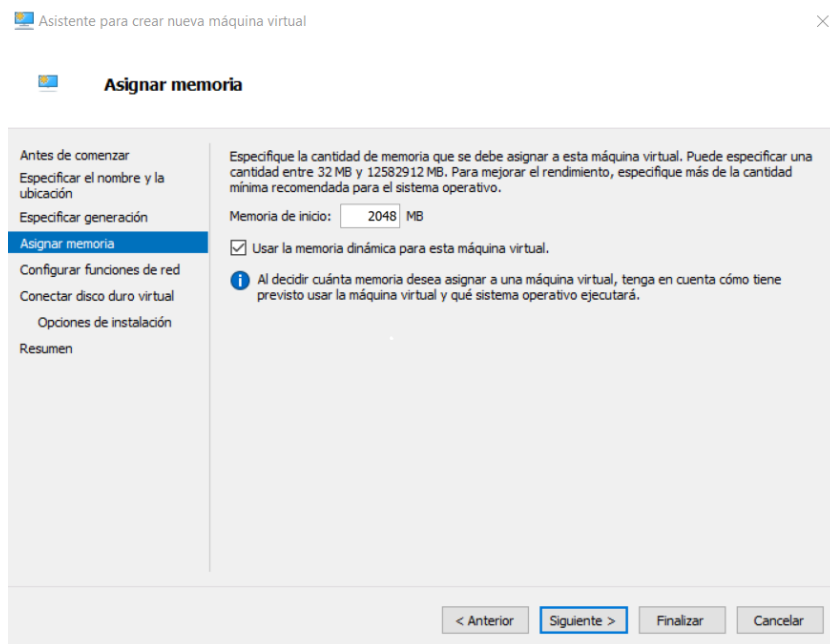 Asistente para crear nueva máquina virtual
Asignar memoria
Antes de comenzar
Especificar el nombre y la
ubicación
Especificar generación
Asignar memoria
Configurar funciones de red
Conectar disco duro virtual
Opciones de instalación
Resumen
Especifique la cantidad de memoria que se debe asignar a esta máquina virtual. Puede especificar una
cantidad entre 32 MB y 12582912 MB. Para mejorar el rendimiento, especifique más de la cantidad
mínima recomendada para el sistema operativo.
Memoria de inicio: 2048 MB
Usar la memoria dinámica para esta máquina virtual.
Al decidir cuánta memoria desea asignar a una máquina virtual, tenga en cuenta cómo tiene
previsto usar la máquina virtual y qué sistema operativo ejecutará.
< Anterior Siguiente > Finalizar Cancelar